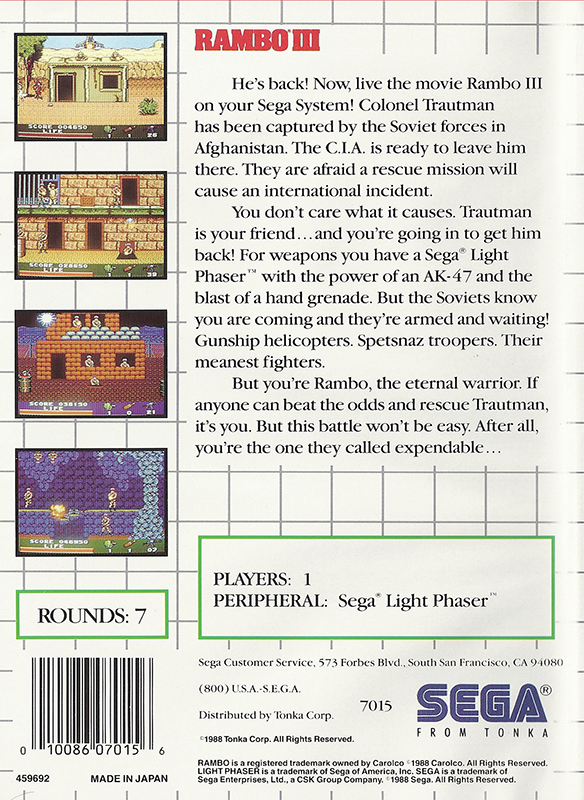 RAMBO® III
He's back! Now, live the movie Rambo III
on your Sega System! Colonel Trautman
has been captured by the Soviet forces in
Afghanistan. The C.I.A. is ready to leave him
there. They are afraid a rescue mission will
cause an international incident.
You don't care what it causes. Trautman
is your friend...and you're going in to get him
back! For weapons you have a Sega® Light
Phaser™ with the power of an AK-47 and the
blast of a hand grenade. But the Soviets know
you are coming and they're armed and waiting!
Gunship helicopters. Spetsnaz troopers. Their
meanest fighters.
But you're Rambo, the eternal warrior. If
anyone can beat the odds and rescue Trautman,
it's you. But this battle won't be easy. After all,
you're the one they called expendable...
SCORE 004650
LIFE 1 1 26
SCORE 028850
LIFE 1 1 39
SCORE 038150
LIFE 1 0 21
LIFE 1 1 07
ROUNDS: 7
PLAYERS: 1
PERIPHERAL: Sega® Light Phaser™
Sega Customer Service, 573 Forbes Blvd., South San Francisco, CA 94080
(800) U.S.A.-S.E.G.A.
Distributed by Tonka Corp.
7015
©1988 Tonka Corp. All Rights Reserved.
SEGA®
FROM TONKA
RAMBO is a registered trademark owned by Carolco ©1988 Carolco. All Rights Reserved.
LIGHT PHASER is a trademark of Sega of America, Inc. SEGA is a trademark of
Sega Enterprises, Ltd., a CSK Group Company. ©1988 Sega. All Rights Reserved.
0 10086 07015 6
459692 MADE IN JAPAN